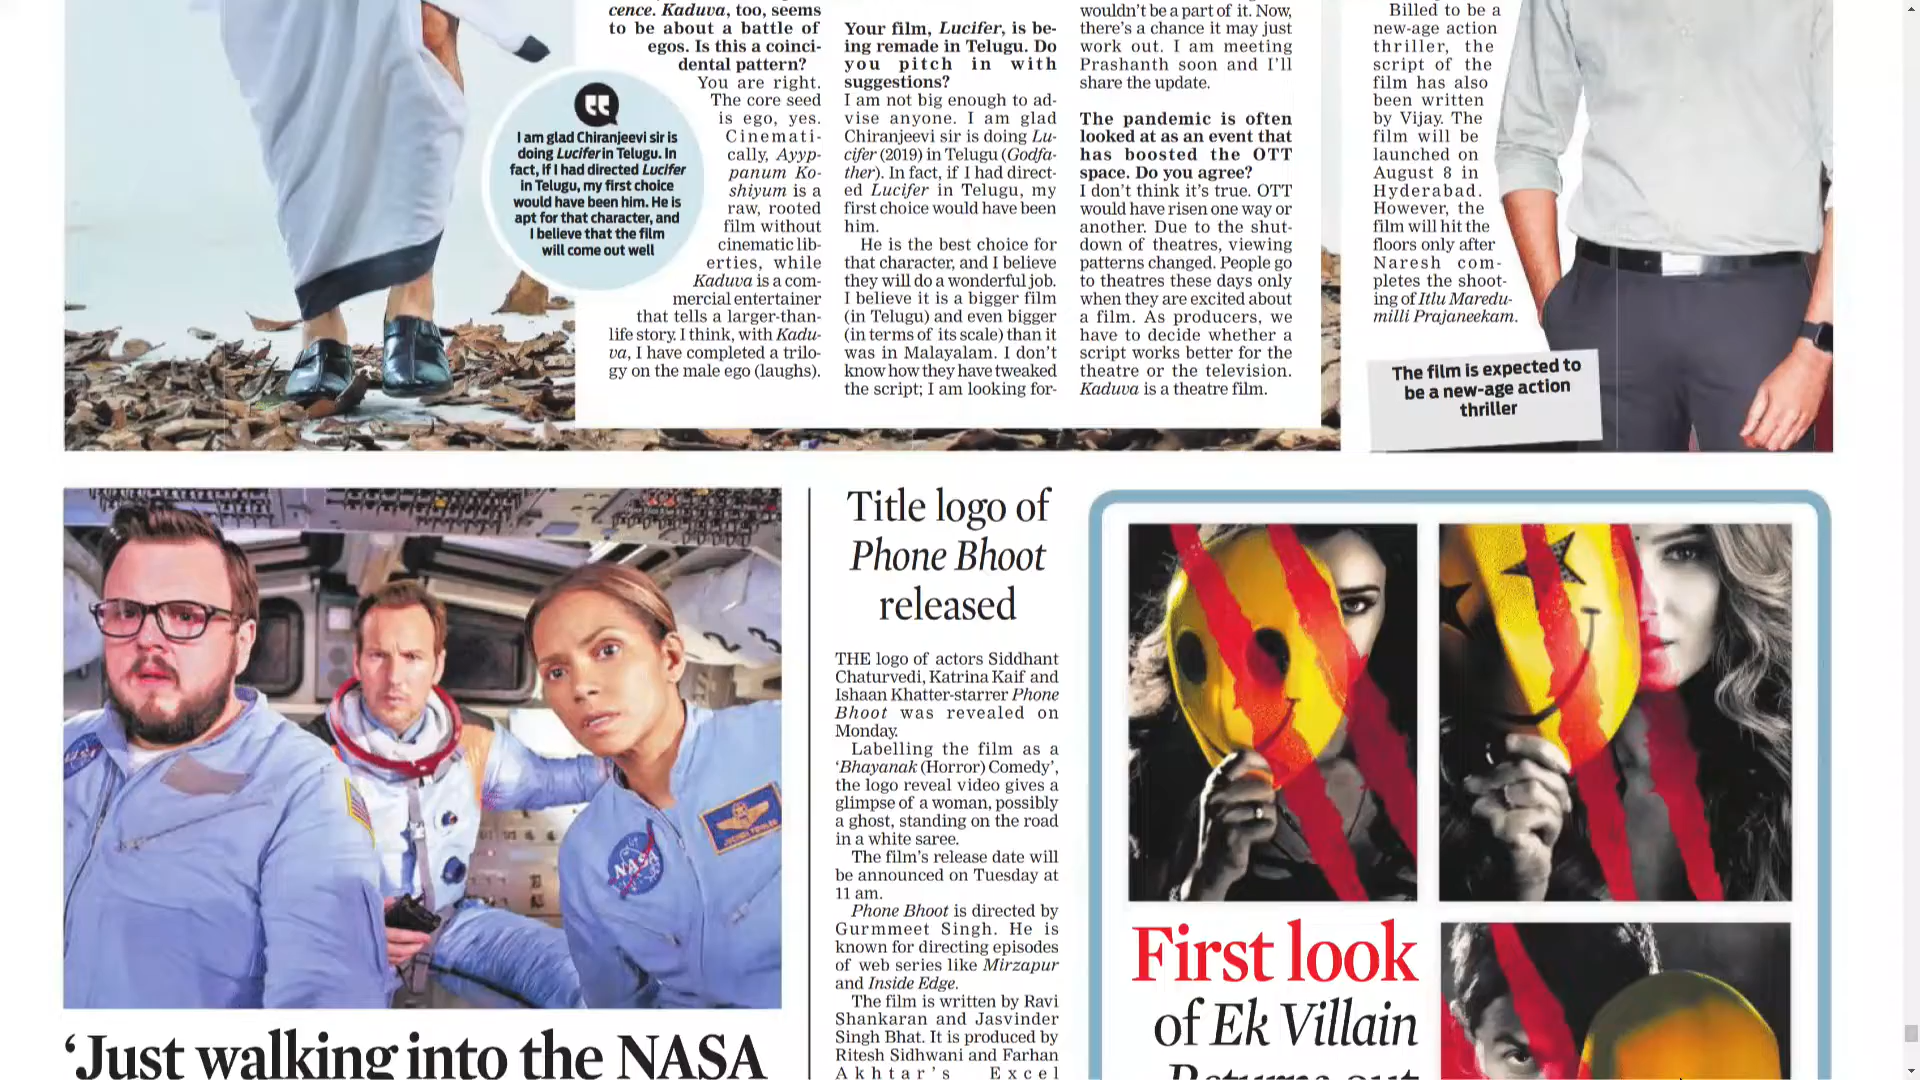 cence. Kaduva, too, seems
to be about a battle of
egos. Is this a coinci-
dental pattern?
You are right.
The core seed
is ego, yes.
Cinemati-
cally, Ayyp-
panum Ko-
shiyum is a
raw, rooted
film without
cinematic lib-
erties, while
Kaduva is a com-
mercial entertainer
that tells a larger-than-
life story. I think, with Kadu-
va, I have completed a trilo-
gy on the male ego (laughs).
I am glad Chiranjeevi sir is
doing Lucifer in Telugu. In
fact, if I had directed Lucifer
in Telugu, my first choice
would have been him. He is
apt for that character, and
I believe that the film
will come out well
Your film, Lucifer, is be-
ing remade in Telugu. Do
you pitch in with
suggestions?
I am not big enough to ad-
vise anyone. I am glad
Chiranjeevi sir is doing Lu-
cifer (2019) in Telugu (Godfa-
ther). In fact, if I had direct-
ed Lucifer in Telugu, my
first choice would have been
him.
He is the best choice for
that character, and I believe
they will do a wonderful job.
I believe it is a bigger film
(in Telugu) and even bigger
(in terms of its scale) than it
was in Malayalam. I don't
know how they have tweaked
the script; I am looking for-
wouldn't be a part of it. Now,
there's a chance it may just
work out. I am meeting
Prashanth soon and I'll
share the update.
The pandemic is often
looked at as an event that
has boosted the OTT
space. Do you agree?
I don't think it's true. OTT
would have risen one way or
another. Due to the shut-
down of theatres, viewing
patterns changed. People go
to theatres these days only
when they are excited about
a film. As producers, we
have to decide whether a
script works better for the
theatre or the television.
Kaduva is a theatre film.
Billed to be a
new-age action
thriller, the
script of the
film has also
been written
by Vijay. The
film will be
launched on
August 8 in
Hyderabad.
However, the
film will hit the
floors only after
Naresh com-
pletes the shoot-
ing of Itlu Maredu-
milli Prajaneekam.
The film is expected to
be a new-age action
thriller
NASA
'Just walking into the NASA
Title logo of
Phone Bhoot
released
THE logo of actors Siddhant
Chaturvedi, Katrina Kaif and
Ishaan Khatter-starrer Phone
Bhoot was revealed on
Monday.
Labelling the film as a
'Bhayanak (Horror) Comedy',
the logo reveal video gives a
glimpse of a woman, possibly
a ghost, standing on the road
in a white saree.
The film's release date will
be announced on Tuesday at
11 am.
Phone Bhoot is directed by
Gurmmeet Singh. He is
known for directing episodes
of web series like Mirzapur
and Inside Edge.
The film is written by Ravi
Shankaran and Jasvinder
Singh Bhat. It is produced by
Ritesh Sidhwani and Farhan
Akhtar's Excel
First look
of Ek Villain
Returns out